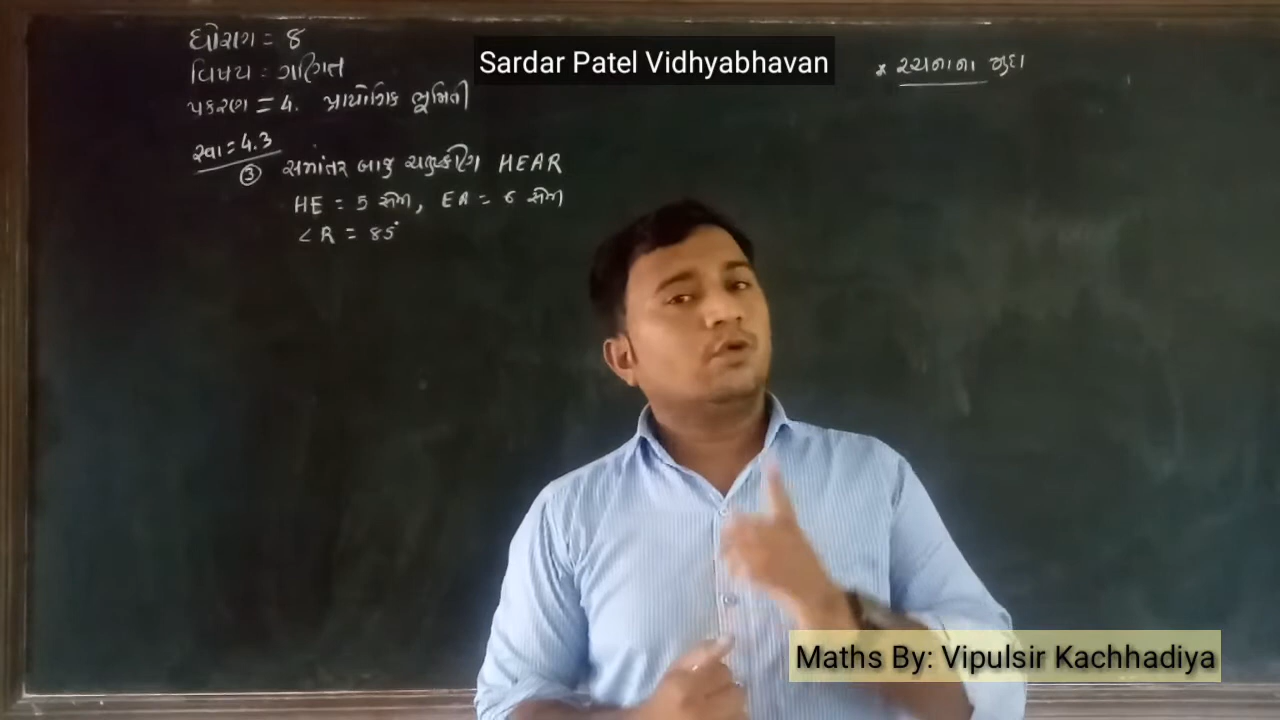 ધોરણ = 8
વિષય = ગણિત
પ્રકરણ = 4. પ્રાયોગિક ભૂમિતી
સ્વા = 4.3
③ સમાંતર બાજુ ચતુષ્કોણ HEAR
HE = 5 સેમી, EA = 6 સેમી
∠R = 85°
Sardar Patel Vidhyabhavan
* રચનાના મુદા
Maths By: Vipulsir Kachhadiya